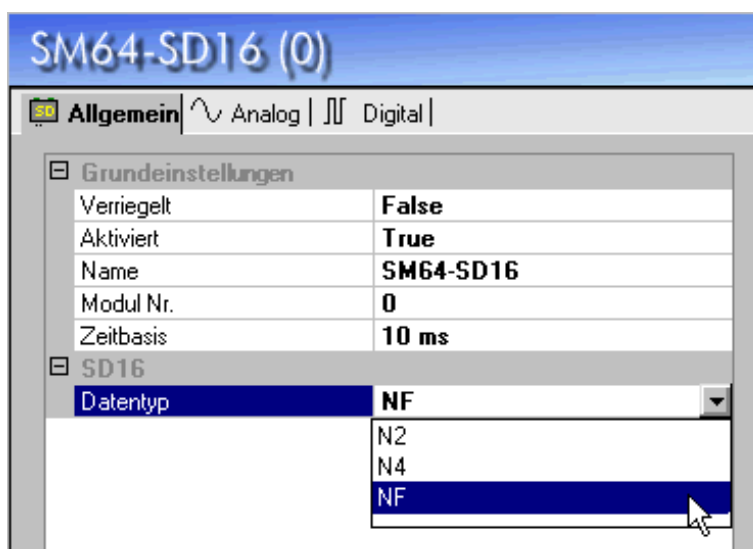 SM64-SD16 (0)
SD Allgemein Analog Digital
Grundeinstellungen
Verriegelt False
Aktiviert True
Name SM64-SD16
Modul Nr. 0
Zeitbasis 10 ms
SD16
Datentyp NF
N2
N4
NF